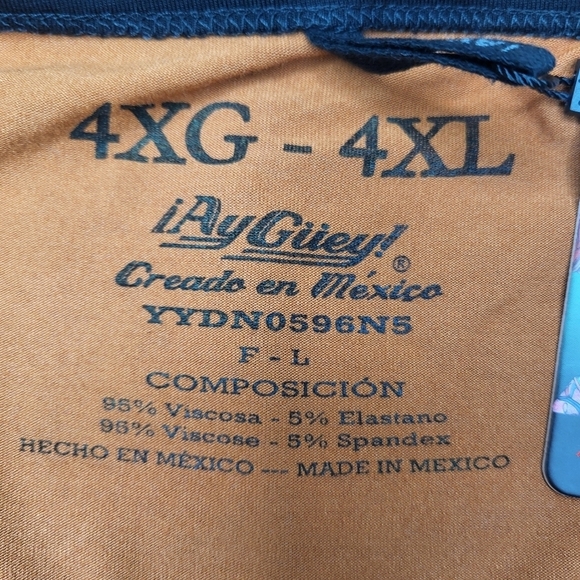 4XG - 4XL
¡Ay Güey!®
Creado en México
YYDN0596N5
F - L
COMPOSICIÓN
95% Viscosa - 5% Elastano
95% Viscose - 5% Spandex
HECHO EN MÉXICO --- MADE IN MEXICO